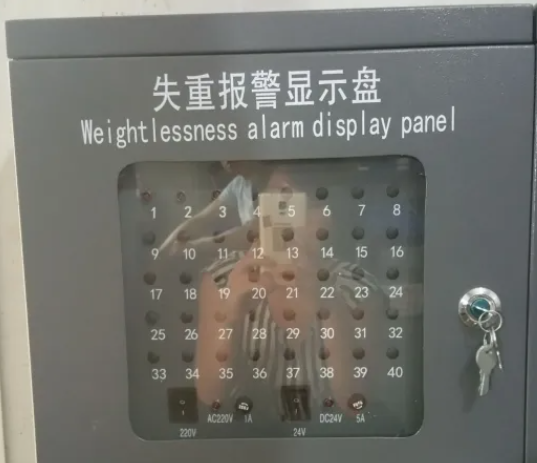 失重报警显示盘
Weightlessness alarm display panel
1 2 3 4 5 6 7 8
9 10 11 12 13 14 15 16
17 18 19 20 21 22 23 24
25 26 27 28 29 30 31 32
33 34 35 36 37 38 39 40
AC220V 1A DC24V 5A
220V 24V